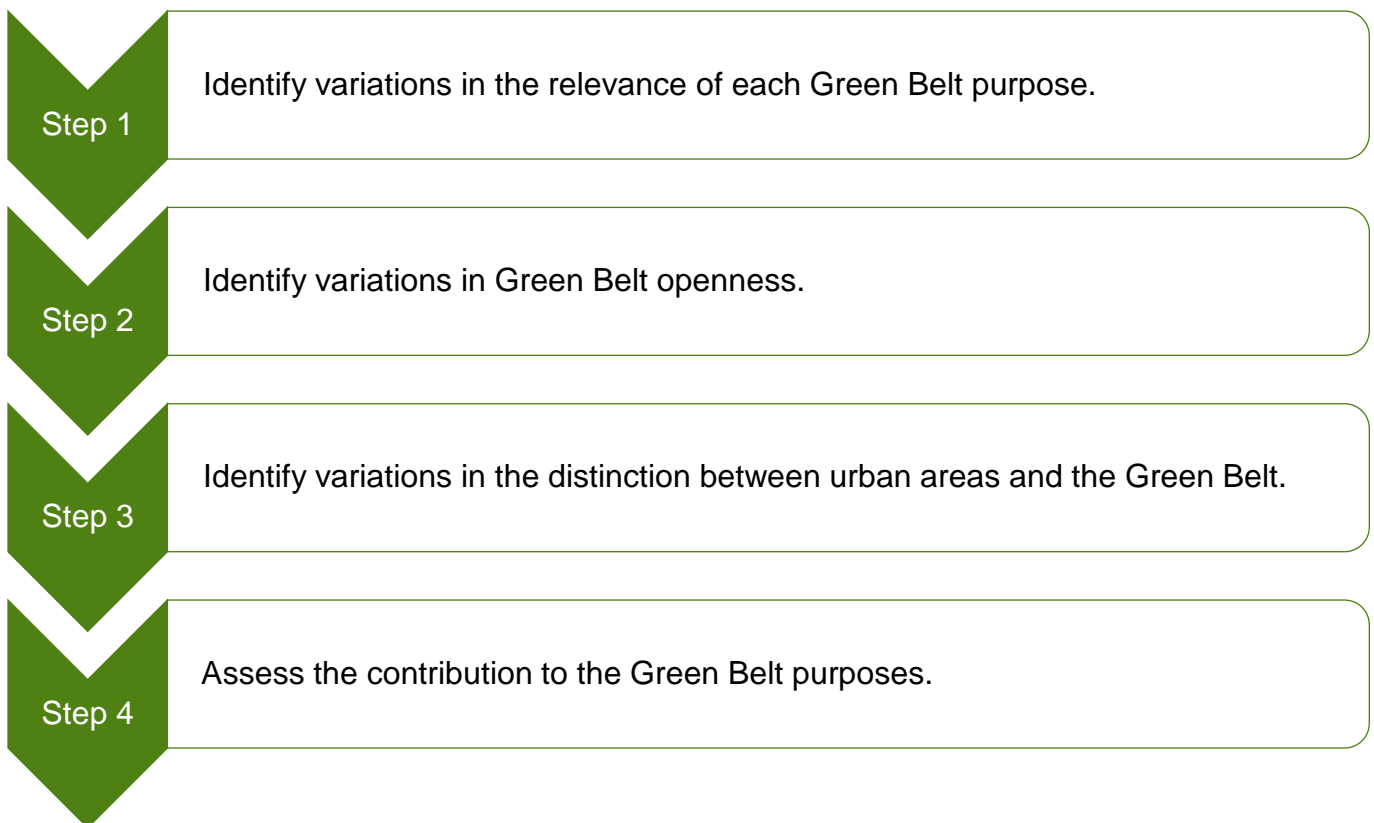 Step 1
Identify variations in the relevance of each Green Belt purpose.
Step 2
Identify variations in Green Belt openness.
Step 3
Identify variations in the distinction between urban areas and the Green Belt.
Step 4
Assess the contribution to the Green Belt purposes.